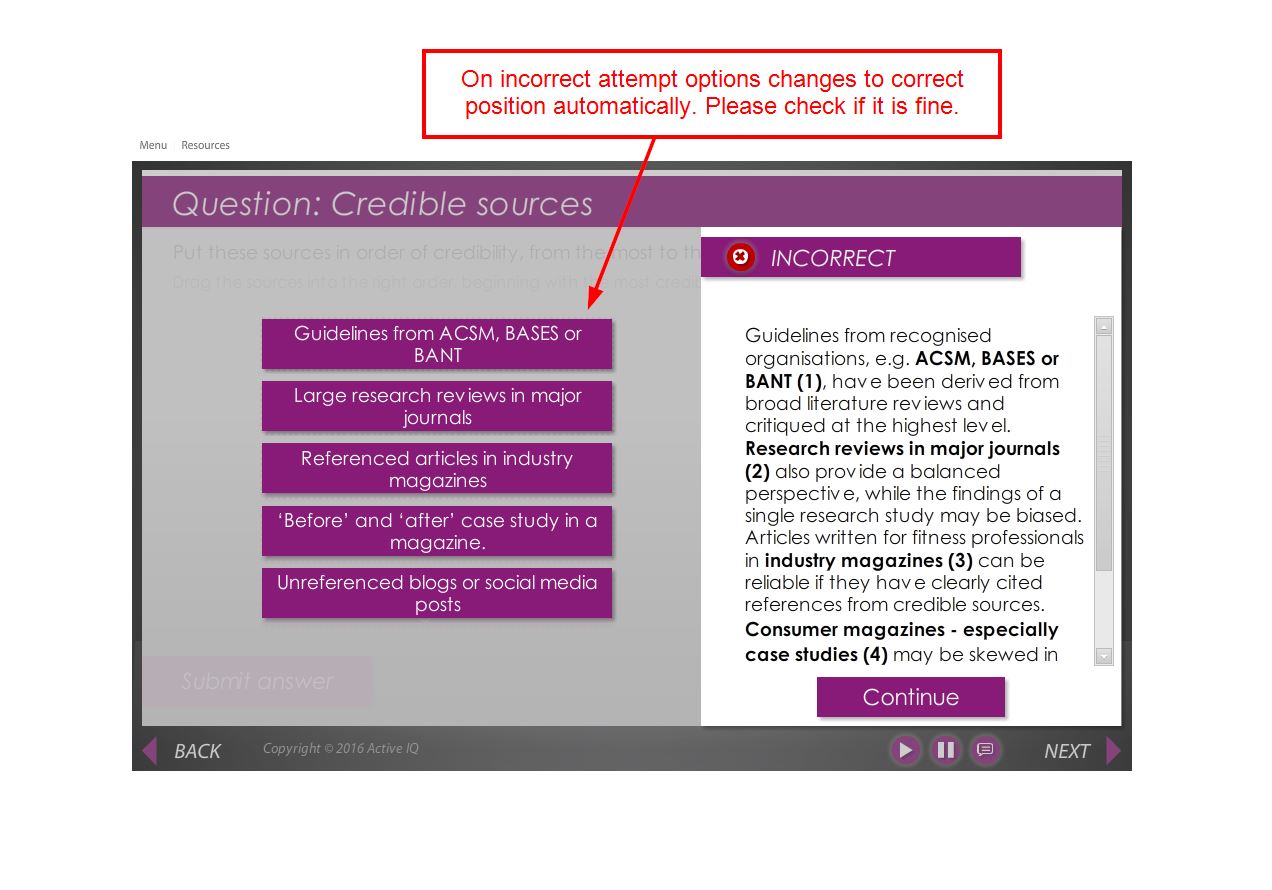 On incorrect attempt options changes to correct
position automatically. Please check if it is fine.
Menu Resources
Question: Credible sources
Put these sources in order of credibility, from the most to th
Drag the sources into the right order, beginning with the most credib
INCORRECT
Guidelines from ACSM, BASES or
BANT
Large research reviews in major
journals
Referenced articles in industry
magazines
‘Before’ and ‘after’ case study in a
magazine.
Unreferenced blogs or social media
posts
Submit answer
Guidelines from recognised
organisations, e.g. ACSM, BASES or
BANT (1), have been derived from
broad literature reviews and
critiqued at the highest level.
Research reviews in major journals
(2) also provide a balanced
perspective, while the findings of a
single research study may be biased.
Articles written for fitness professionals
in industry magazines (3) can be
reliable if they have clearly cited
references from credible sources.
Consumer magazines - especially
case studies (4) may be skewed in
Continue
BACK
Copyright © 2016 Active IQ
NEXT